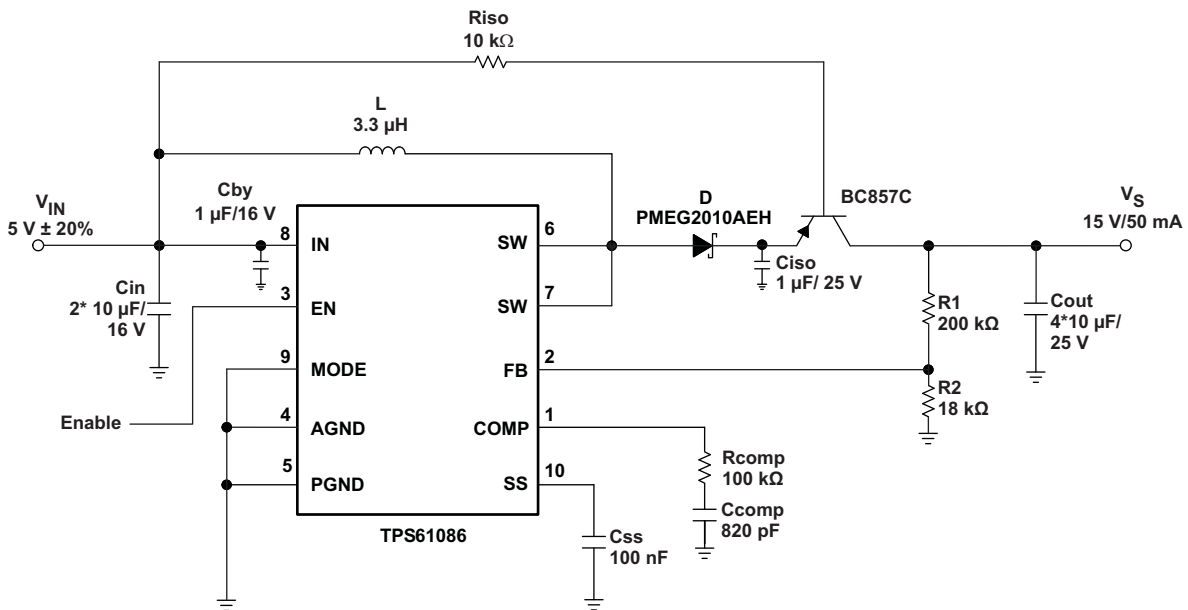 Riso
10 kΩ
L
3.3 µH
VIN
5 V ± 20%
Cby
1 µF/16 V
D
PMEG2010AEH
BC857C
VS
15 V/50 mA
8
IN
SW
6
Cin
2* 10 µF/
16 V
3
EN
SW
7
Ciso
1 µF/ 25 V
R1
200 kΩ
Cout
4*10 µF/
25 V
9
MODE
FB
2
R2
18 kΩ
Enable
4
AGND
COMP
1
Rcomp
100 kΩ
5
PGND
SS
10
Ccomp
820 pF
TPS61086
Css
100 nF